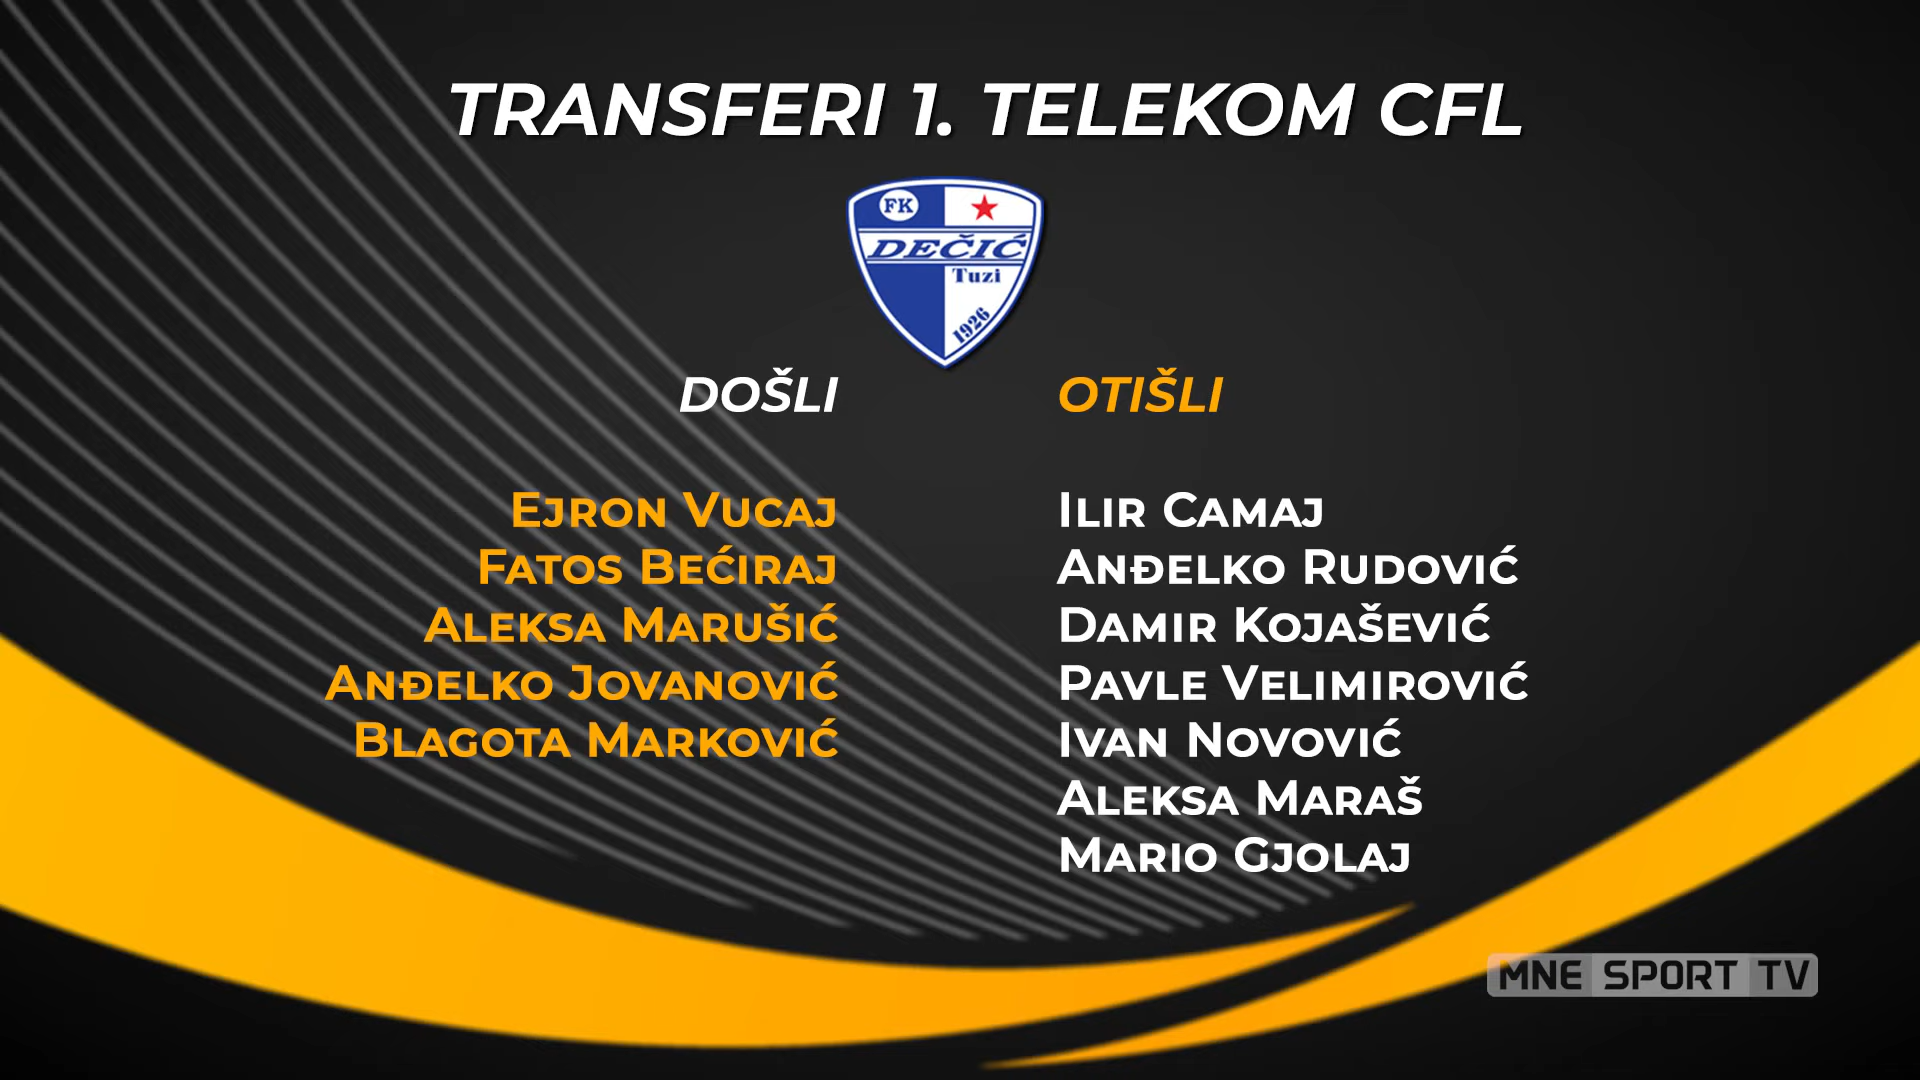 TRANSFERI 1. TELEKOM CFL
FK
DEČIĆ
Tuzi
1926
DOŠLI
Ejron Vucaj
Fatos Bećiraj
Aleksa Marušić
Anđelko Jovanović
Blagota Marković
OTIŠLI
Ilir Camaj
Anđelko Rudović
Damir Kojašević
Pavle Velimirović
Ivan Novović
Aleksa Maraš
Mario Gjolaj
MNE SPORT TV